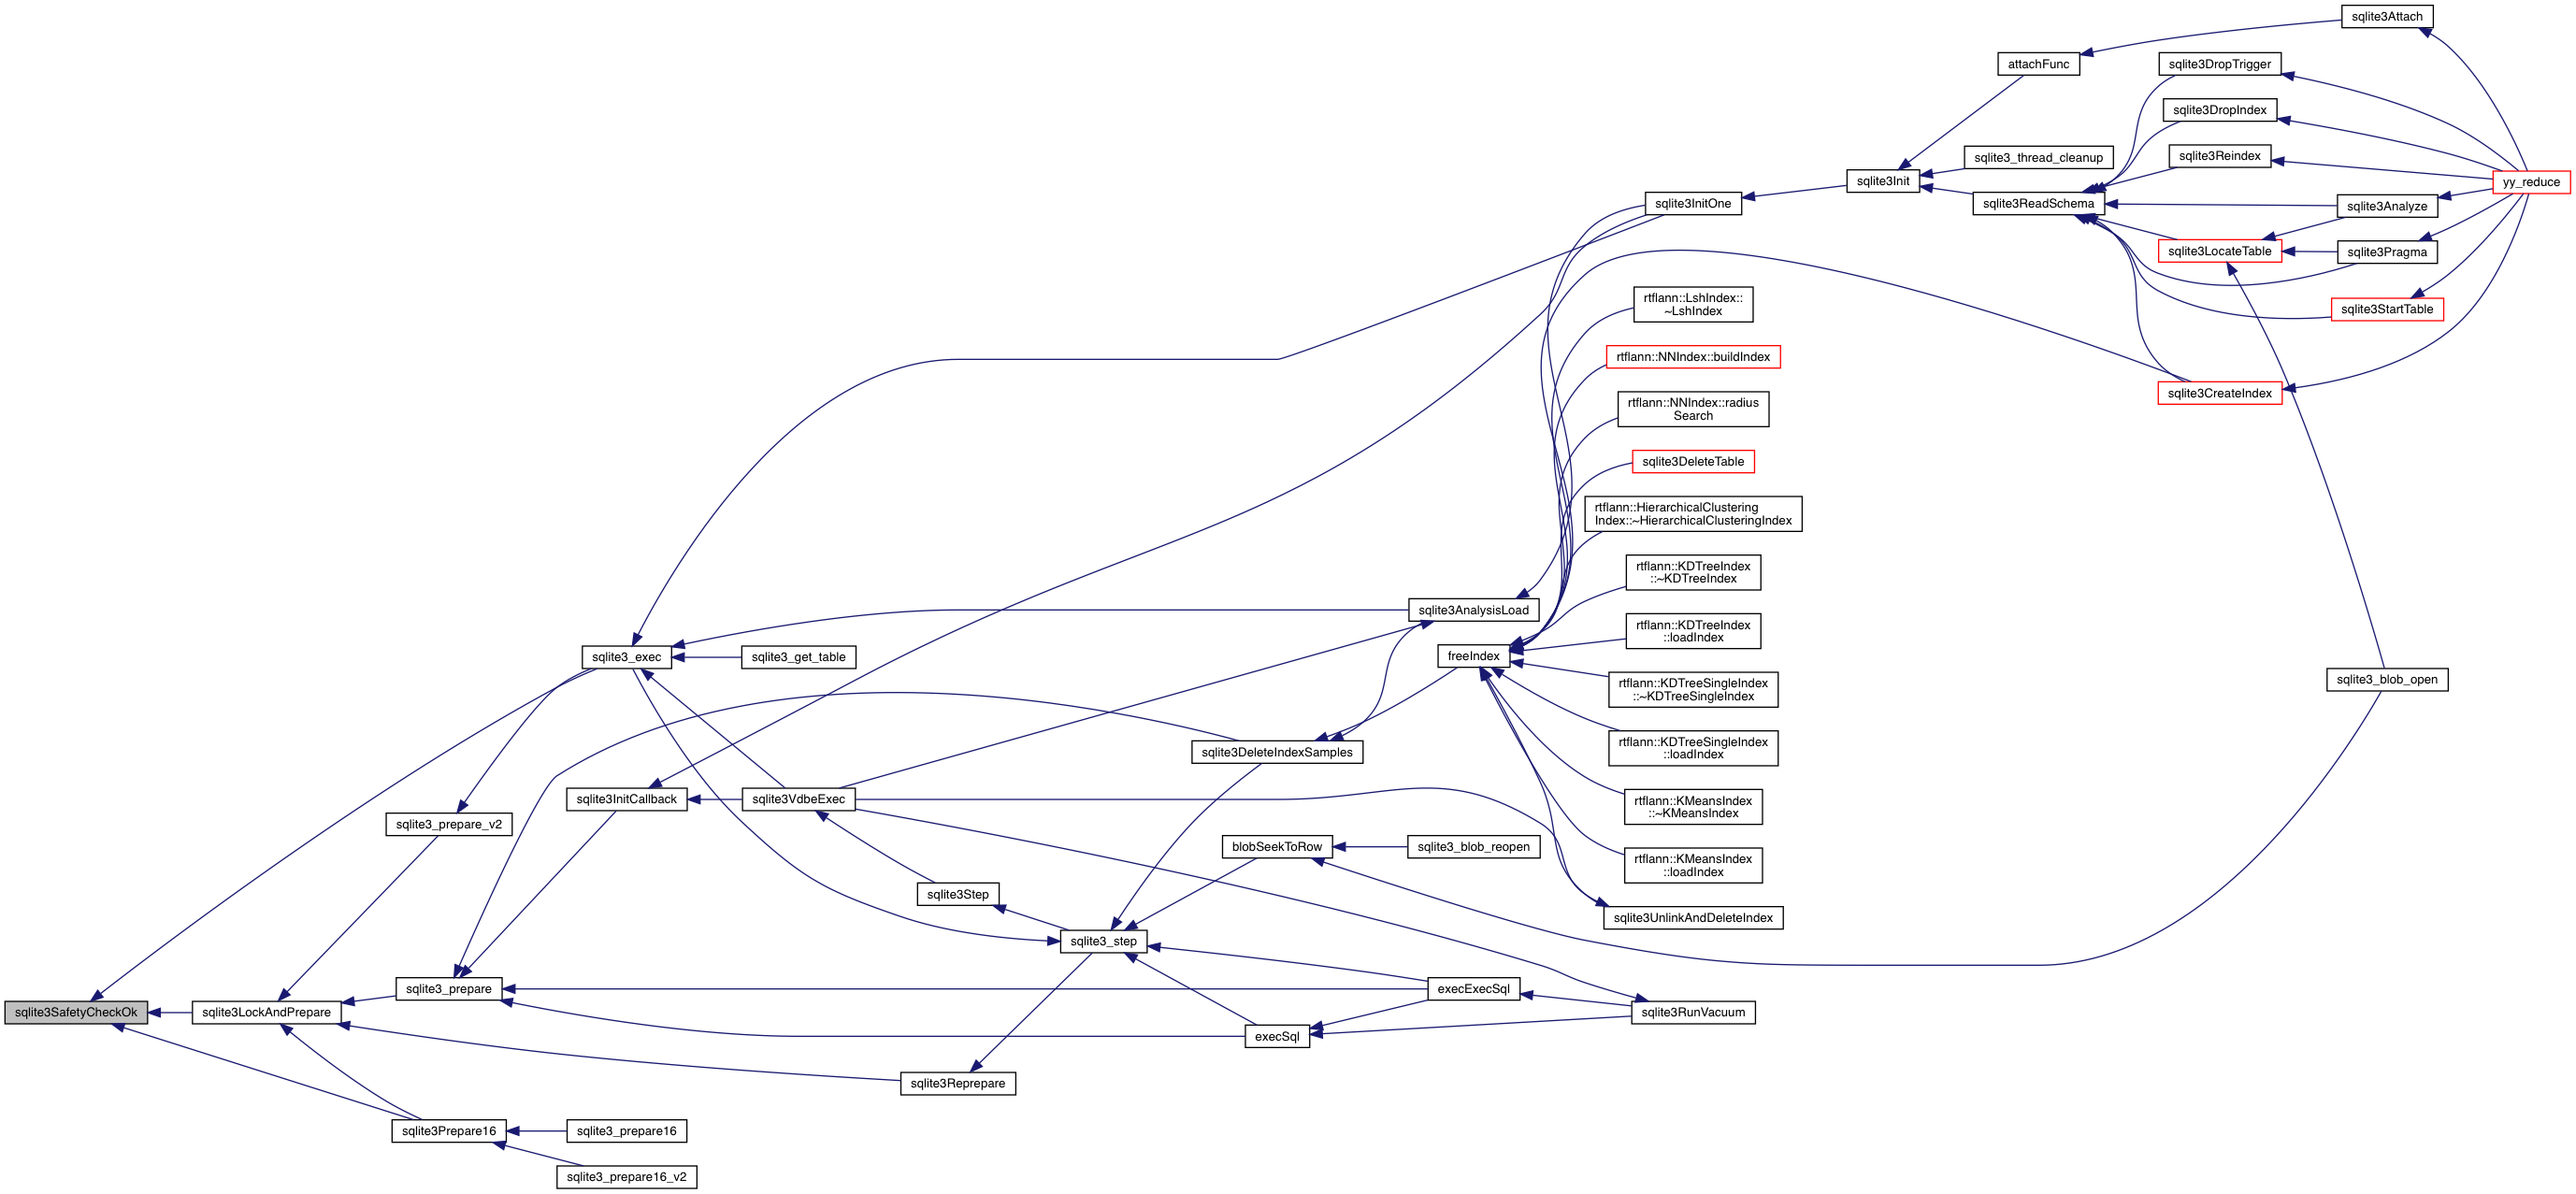 sqlite3Attach
attachFunc
sqlite3DropTrigger
sqlite3DropIndex
sqlite3_thread_cleanup
sqlite3Reindex
sqlite3Init
yy_reduce
sqlite3InitOne
sqlite3ReadSchema
sqlite3Analyze
sqlite3LocateTable
sqlite3Pragma
rtflann::LshIndex::
~LshIndex
sqlite3StartTable
rtflann::NNIndex::buildIndex
sqlite3CreateIndex
rtflann::NNIndex::radius
Search
sqlite3DeleteTable
rtflann::HierarchicalClustering
Index::~HierarchicalClusteringIndex
rtflann::KDTreeIndex
::~KDTreeIndex
sqlite3AnalysisLoad
rtflann::KDTreeIndex
::loadIndex
sqlite3_exec
sqlite3_get_table
freeIndex
rtflann::KDTreeSingleIndex
::~KDTreeSingleIndex
sqlite3_blob_open
sqlite3DeleteIndexSamples
rtflann::KDTreeSingleIndex
::loadIndex
sqlite3InitCallback
sqlite3VdbeExec
rtflann::KMeansIndex
::~KMeansIndex
sqlite3_prepare_v2
blobSeekToRow
sqlite3_blob_reopen
rtflann::KMeansIndex
::loadIndex
sqlite3Step
sqlite3UnlinkAndDeleteIndex
sqlite3_step
sqlite3_prepare
execExecSql
sqlite3SafetyCheckOk
sqlite3LockAndPrepare
sqlite3RunVacuum
execSql
sqlite3Reprepare
sqlite3Prepare16
sqlite3_prepare16
sqlite3_prepare16_v2